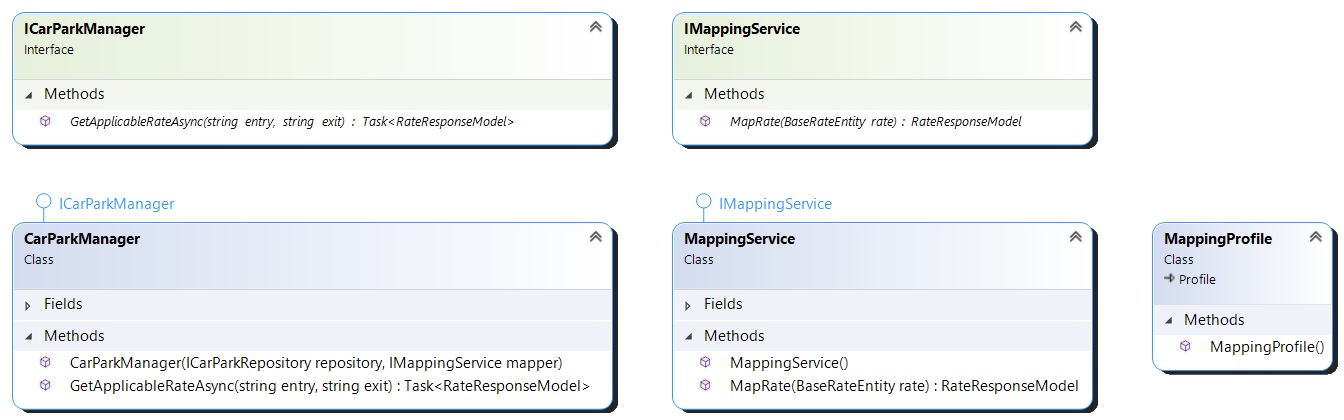 ICarParkManager
Interface
Methods
GetApplicableRateAsync(string entry, string exit) : Task<RateResponseModel>
IMappingService
Interface
Methods
MapRate(BaseRateEntity rate) : RateResponseModel
ICarParkManager
CarParkManager
Class
Fields
Methods
CarParkManager(ICarParkRepository repository, IMappingService mapper)
GetApplicableRateAsync(string entry, string exit) : Task<RateResponseModel>
IMappingService
MappingService
Class
Fields
Methods
MappingService()
MapRate(BaseRateEntity rate) : RateResponseModel
MappingProfile
Class
Profile
Methods
MappingProfile()